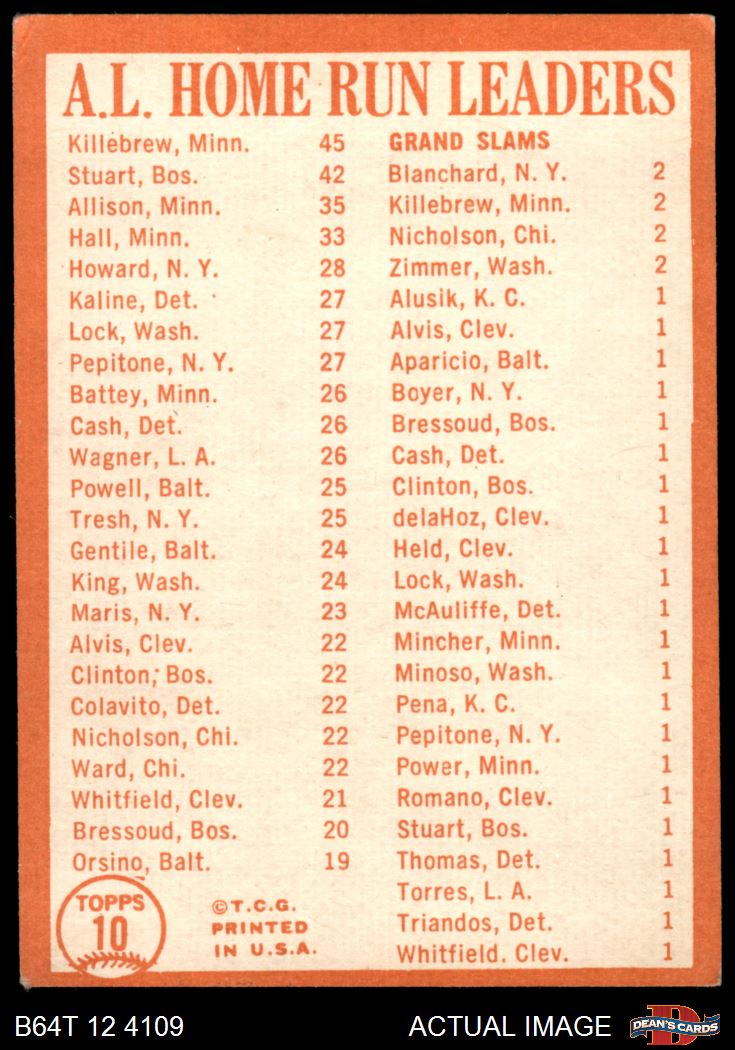 A.L. HOME RUN LEADERS
Killebrew, Minn. 45
Stuart, Bos. 42
Allison, Minn. 35
Hall, Minn. 33
Howard, N. Y. 28
Kaline, Det. 27
Lock, Wash. 27
Pepitone, N. Y. 27
Battey, Minn. 26
Cash, Det. 26
Wagner, L. A. 26
Powell, Balt. 25
Tresh, N. Y. 25
Gentile, Balt. 24
King, Wash. 24
Maris, N. Y. 23
Alvis, Clev. 22
Clinton, Bos. 22
Colavito, Det. 22
Nicholson, Chi. 22
Ward, Chi. 22
Whitfield, Clev. 21
Bressoud, Bos. 20
Orsino, Balt. 19
TOPPS
10
©T.C.G.
PRINTED
IN U.S.A.
GRAND SLAMS
Blanchard, N. Y. 2
Killebrew, Minn. 2
Nicholson, Chi. 2
Zimmer, Wash. 2
Alusik, K. C. 1
Alvis, Clev. 1
Aparicio, Balt. 1
Boyer, N. Y. 1
Bressoud, Bos. 1
Cash, Det. 1
Clinton, Bos. 1
delaHoz, Clev. 1
Held, Clev. 1
Lock, Wash. 1
McAuliffe, Det. 1
Mincher, Minn. 1
Minoso, Wash. 1
Pena, K. C. 1
Pepitone, N. Y. 1
Power, Minn. 1
Romano, Clev. 1
Stuart, Bos. 1
Thomas, Det. 1
Torres, L. A. 1
Triandos, Det. 1
Whitfield. Clev. 1
B64T 12 4109
ACTUAL IMAGE
D
DEAN'S CARDS